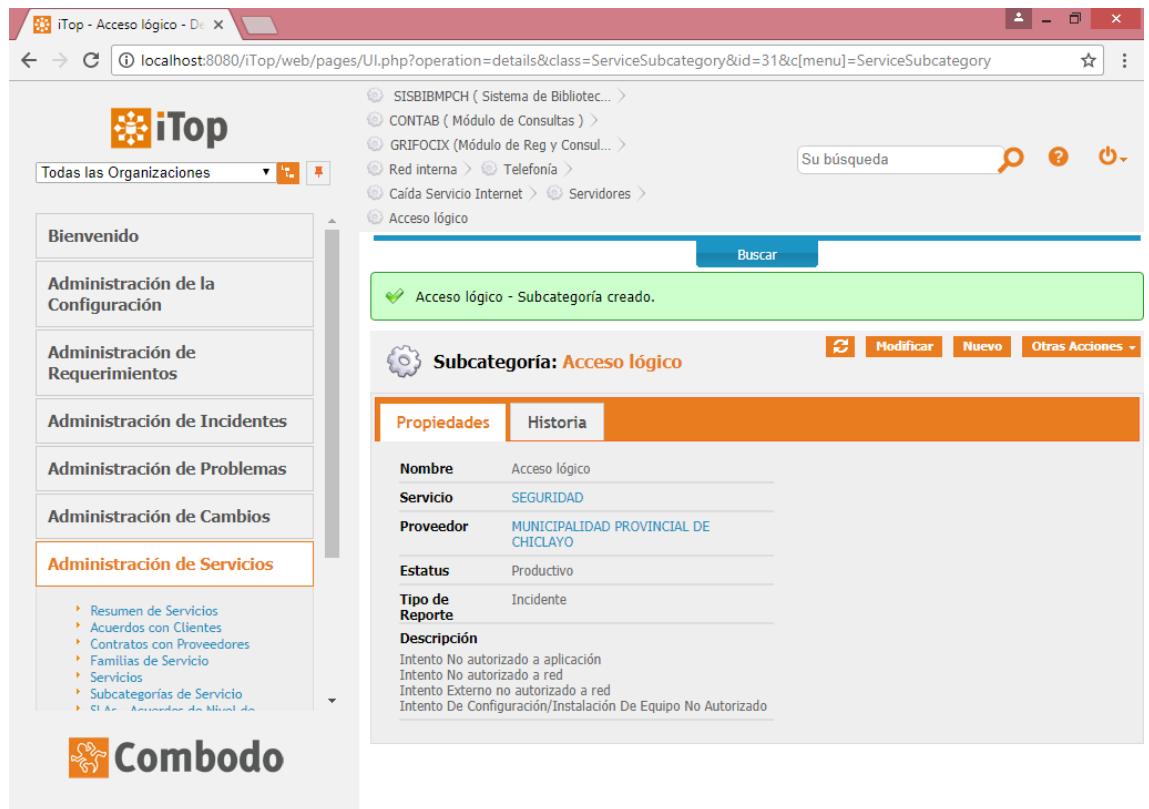 iTop - Acceso lógico - De
localhost:8080/iTop/web/pages/UI.php?operation=details&class=ServiceSubcategory&id=31&c[menu]=ServiceSubcategory
iTop
Todas las Organizaciones
SISBIBMPCH ( Sistema de Bibliotec...
CONTAB ( Módulo de Consultas )
GRIFOCIX (Módulo de Reg y Consul...
Red interna Telefonía
Caída Servicio Internet Servidores
Acceso lógico
Su búsqueda
Bienvenido
Administración de la
Configuración
Administración de
Requerimientos
Administración de Incidentes
Administración de Problemas
Administración de Cambios
Administración de Servicios
Resumen de Servicios
Acuerdos con Clientes
Contratos con Proveedores
Familias de Servicio
Servicios
Subcategorías de Servicio
SLAs - Acuerdos de Nivel de
Combodo
Buscar
Acceso lógico - Subcategoría creado.
Subcategoría: Acceso lógico
Modificar Nuevo Otras Acciones
Propiedades Historia
Nombre Acceso lógico
Servicio SEGURIDAD
Proveedor MUNICIPALIDAD PROVINCIAL DE
CHICLAYO
Estatus Productivo
Tipo de Incidente
Reporte
Descripción
Intento No autorizado a aplicación
Intento No autorizado a red
Intento Externo no autorizado a red
Intento De Configuración/Instalación De Equipo No Autorizado